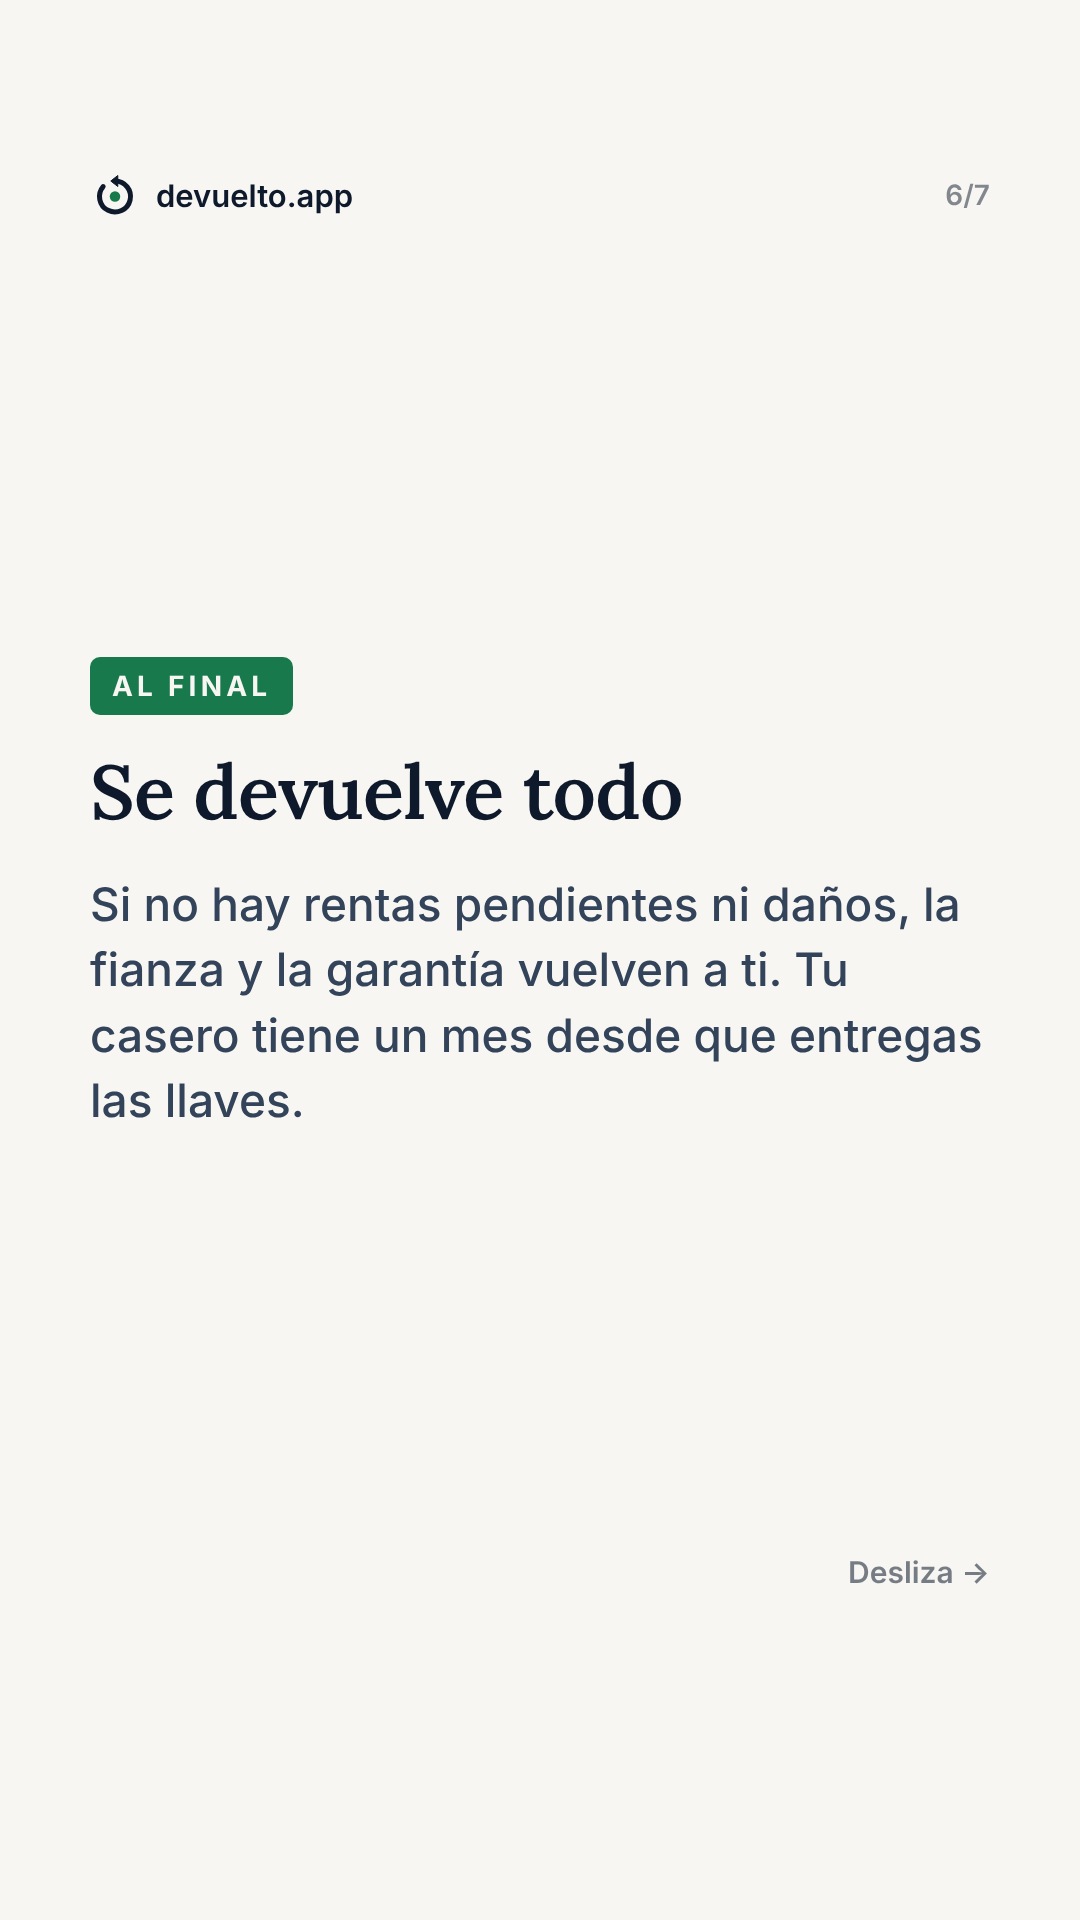 devuelto.app
6/7
AL FINAL
Se devuelve todo
Si no hay rentas pendientes ni daños, la
fianza y la garantía vuelven a ti. Tu
casero tiene un mes desde que entregas
las llaves.
Desliza →